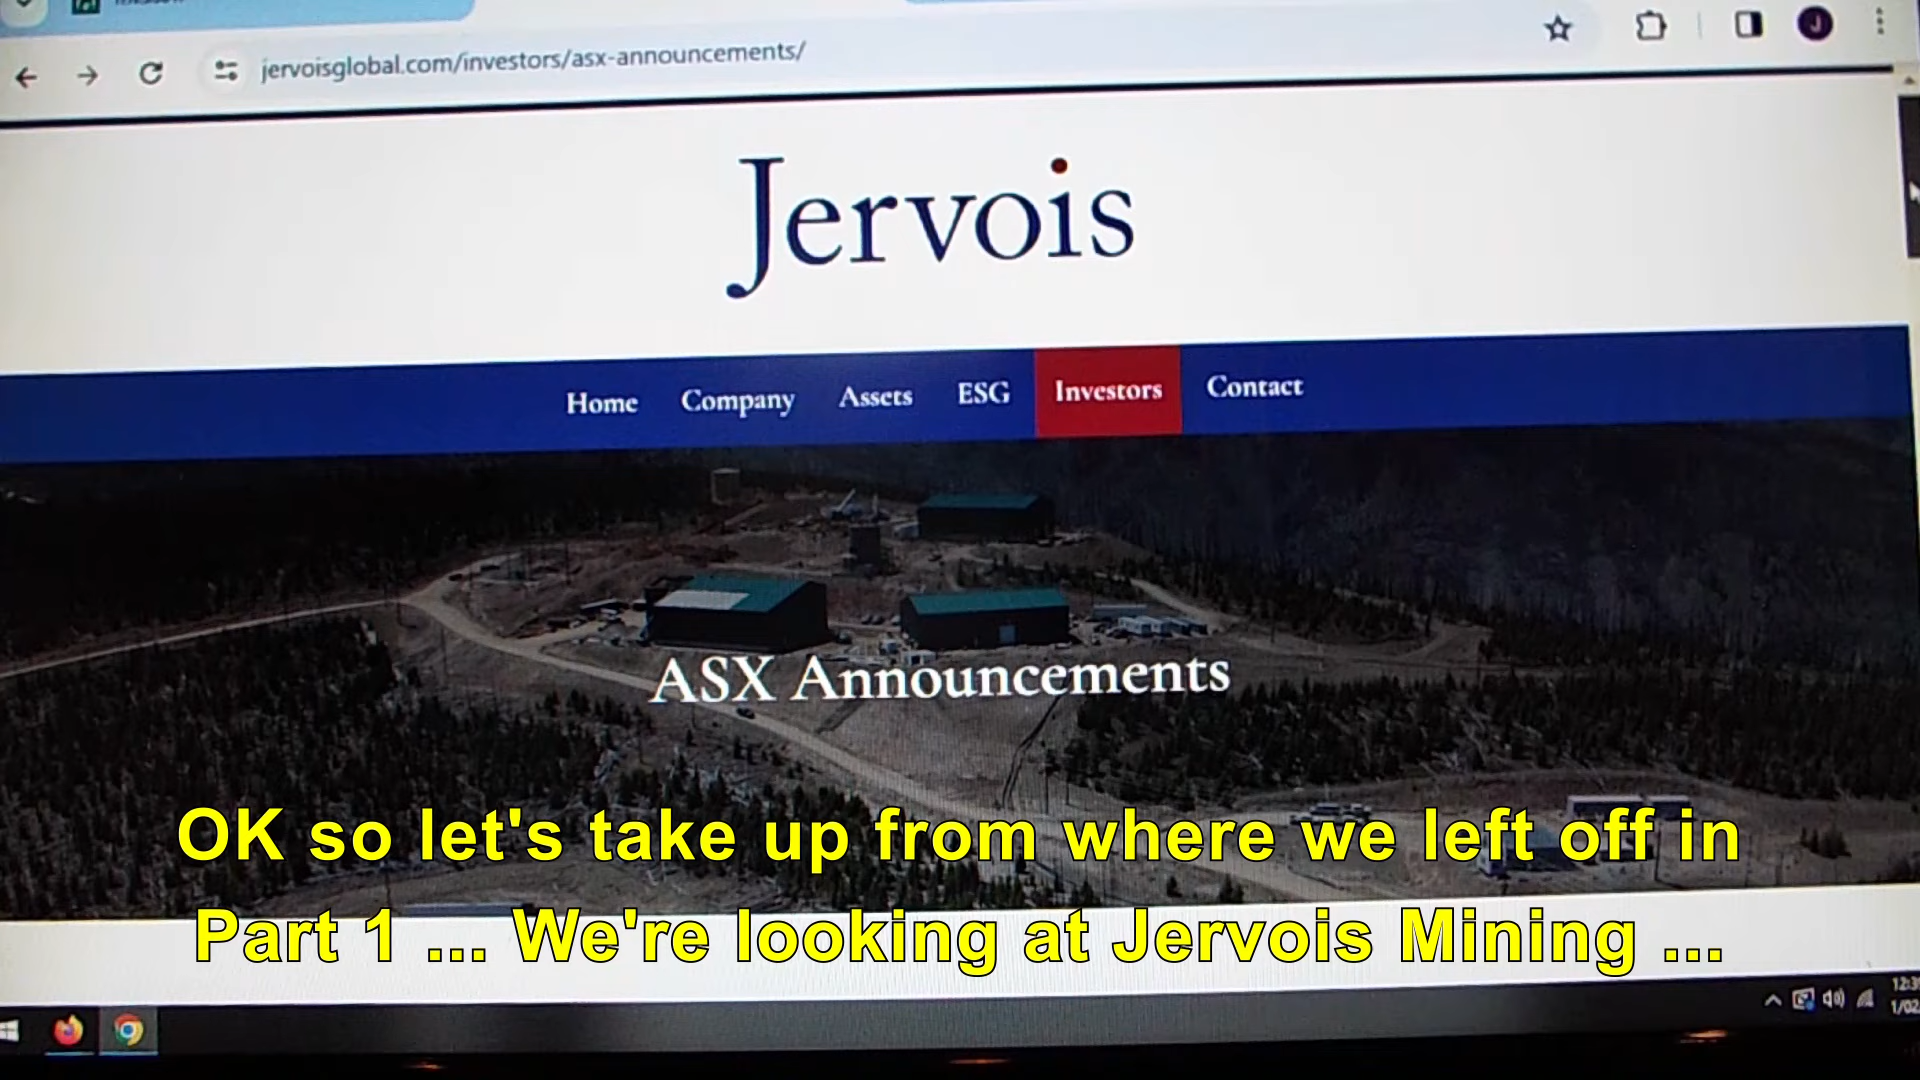 jervoisglobal.com/investors/asx-announcements/
J
Jervois
Home Company Assets ESG Investors Contact
ASX Announcements
OK so let's take up from where we left off in
Part 1 ... We're looking at Jervois Mining ...